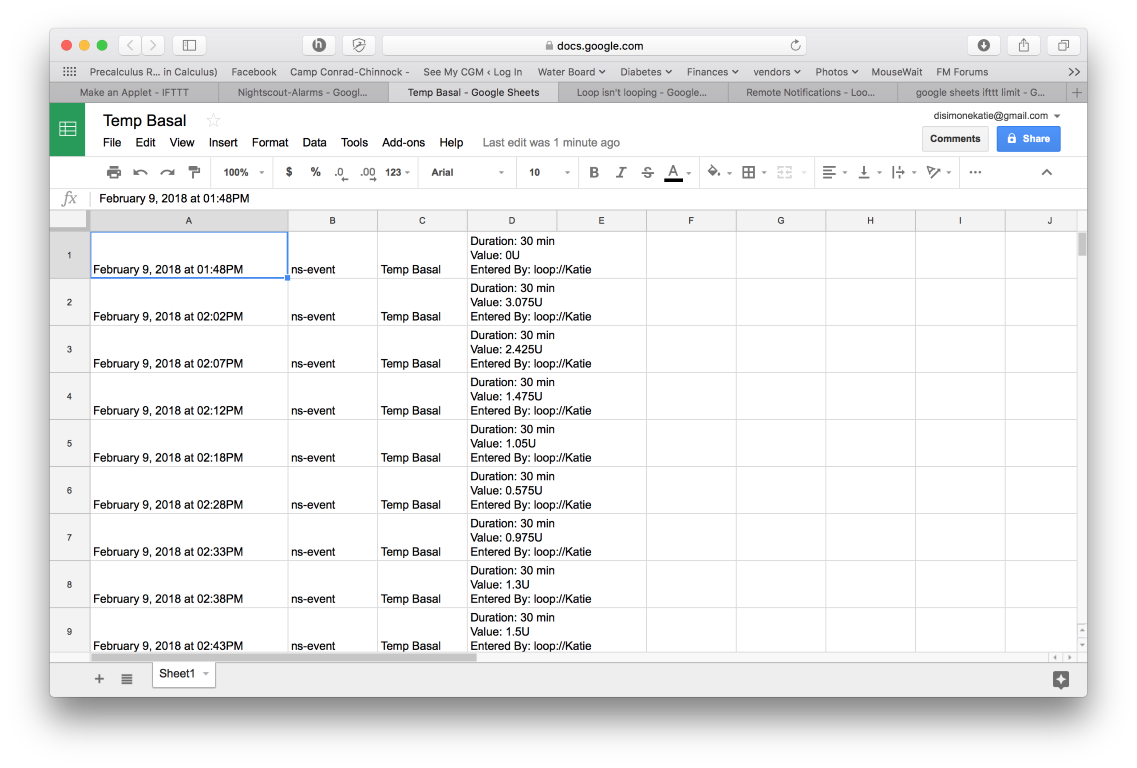 docs.google.com
Precalculus R... in Calculus) Facebook Camp Conrad-Chinnock - See My CGM ‹ Log In Water Board Diabetes Finances vendors Photos MouseWait FM Forums >>
Make an Applet - IFTTT Nightscout-Alarms - Googl... Temp Basal - Google Sheets Loop isn't looping - Google... Remote Notifications - Loo... google sheets ifttt limit - G... +
Temp Basal
disimonekatie@gmail.com
File Edit View Insert Format Data Tools Add-ons Help Last edit was 1 minute ago
Comments Share
100% $ % .0 .00 123 Arial 10 B I S A
fx February 9, 2018 at 01:48PM
A B C D E F G H I J
Duration: 30 min
Value: 0U
1 February 9, 2018 at 01:48PM ns-event Temp Basal Entered By: loop://Katie
Duration: 30 min
Value: 3.075U
2 February 9, 2018 at 02:02PM ns-event Temp Basal Entered By: loop://Katie
Duration: 30 min
Value: 2.425U
3 February 9, 2018 at 02:07PM ns-event Temp Basal Entered By: loop://Katie
Duration: 30 min
Value: 1.475U
4 February 9, 2018 at 02:12PM ns-event Temp Basal Entered By: loop://Katie
Duration: 30 min
Value: 1.05U
5 February 9, 2018 at 02:18PM ns-event Temp Basal Entered By: loop://Katie
Duration: 30 min
Value: 0.575U
6 February 9, 2018 at 02:28PM ns-event Temp Basal Entered By: loop://Katie
Duration: 30 min
Value: 0.975U
7 February 9, 2018 at 02:33PM ns-event Temp Basal Entered By: loop://Katie
Duration: 30 min
Value: 1.3U
8 February 9, 2018 at 02:38PM ns-event Temp Basal Entered By: loop://Katie
Duration: 30 min
Value: 1.5U
9 February 9, 2018 at 02:43PM ns-event Temp Basal Entered By: loop://Katie
+ Sheet1